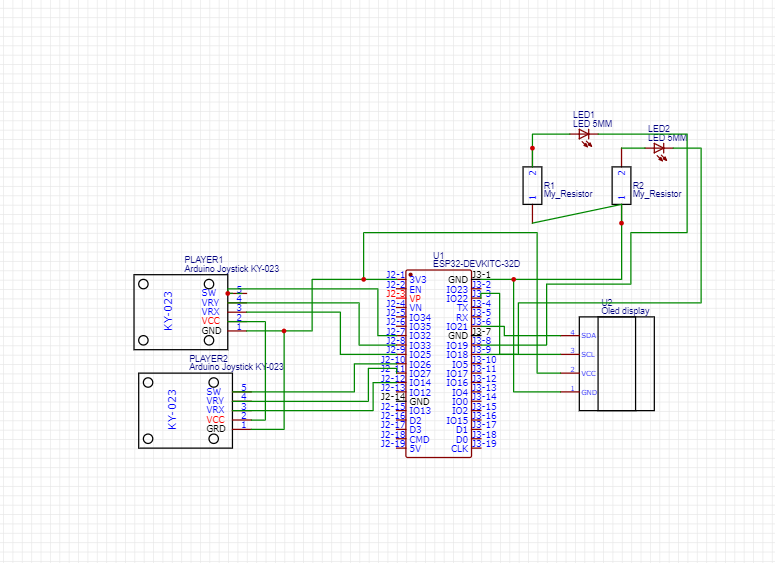 LED1
LED 5MM
LED2
LED 5MM
2
1
R1
My_Resistor
2
1
R2
My_Resistor
PLAYER1
Arduino Joystick KY-023
KY-023
SW 5
VRY 4
VRX 3
VCC 2
GND 1
PLAYER2
Arduino Joystick KY-023
KY-023
SW 5
VRY 4
VRX 3
VCC 2
GRD 1
U1
ESP32-DEVKITC-32D
J2-1 3V3 GND J3-1
J2-2 EN IO23 J3-2
J2-3 VP IO22 J3-3
J2-4 VN TX J3-4
J2-5 IO34 RX J3-5
J2-6 IO35 IO21 J3-6
J2-7 IO32 GND J3-7
J2-8 IO33 IO19 J3-8
J2-9 IO25 IO18 J3-9
J2-10 IO26 IO5 J3-10
J2-11 IO27 IO17 J3-11
J2-12 IO14 IO16 J3-12
J2-13 IO12 IO4 J3-13
J2-14 GND IO0 J3-14
J2-15 IO13 IO2 J3-15
J2-16 D2 IO15 J3-16
J2-17 D3 D1 J3-17
J2-18 CMD D0 J3-18
J2-19 5V CLK J3-19
U2
Oled display
4 SDA
3 SCL
2 VCC
1 GND